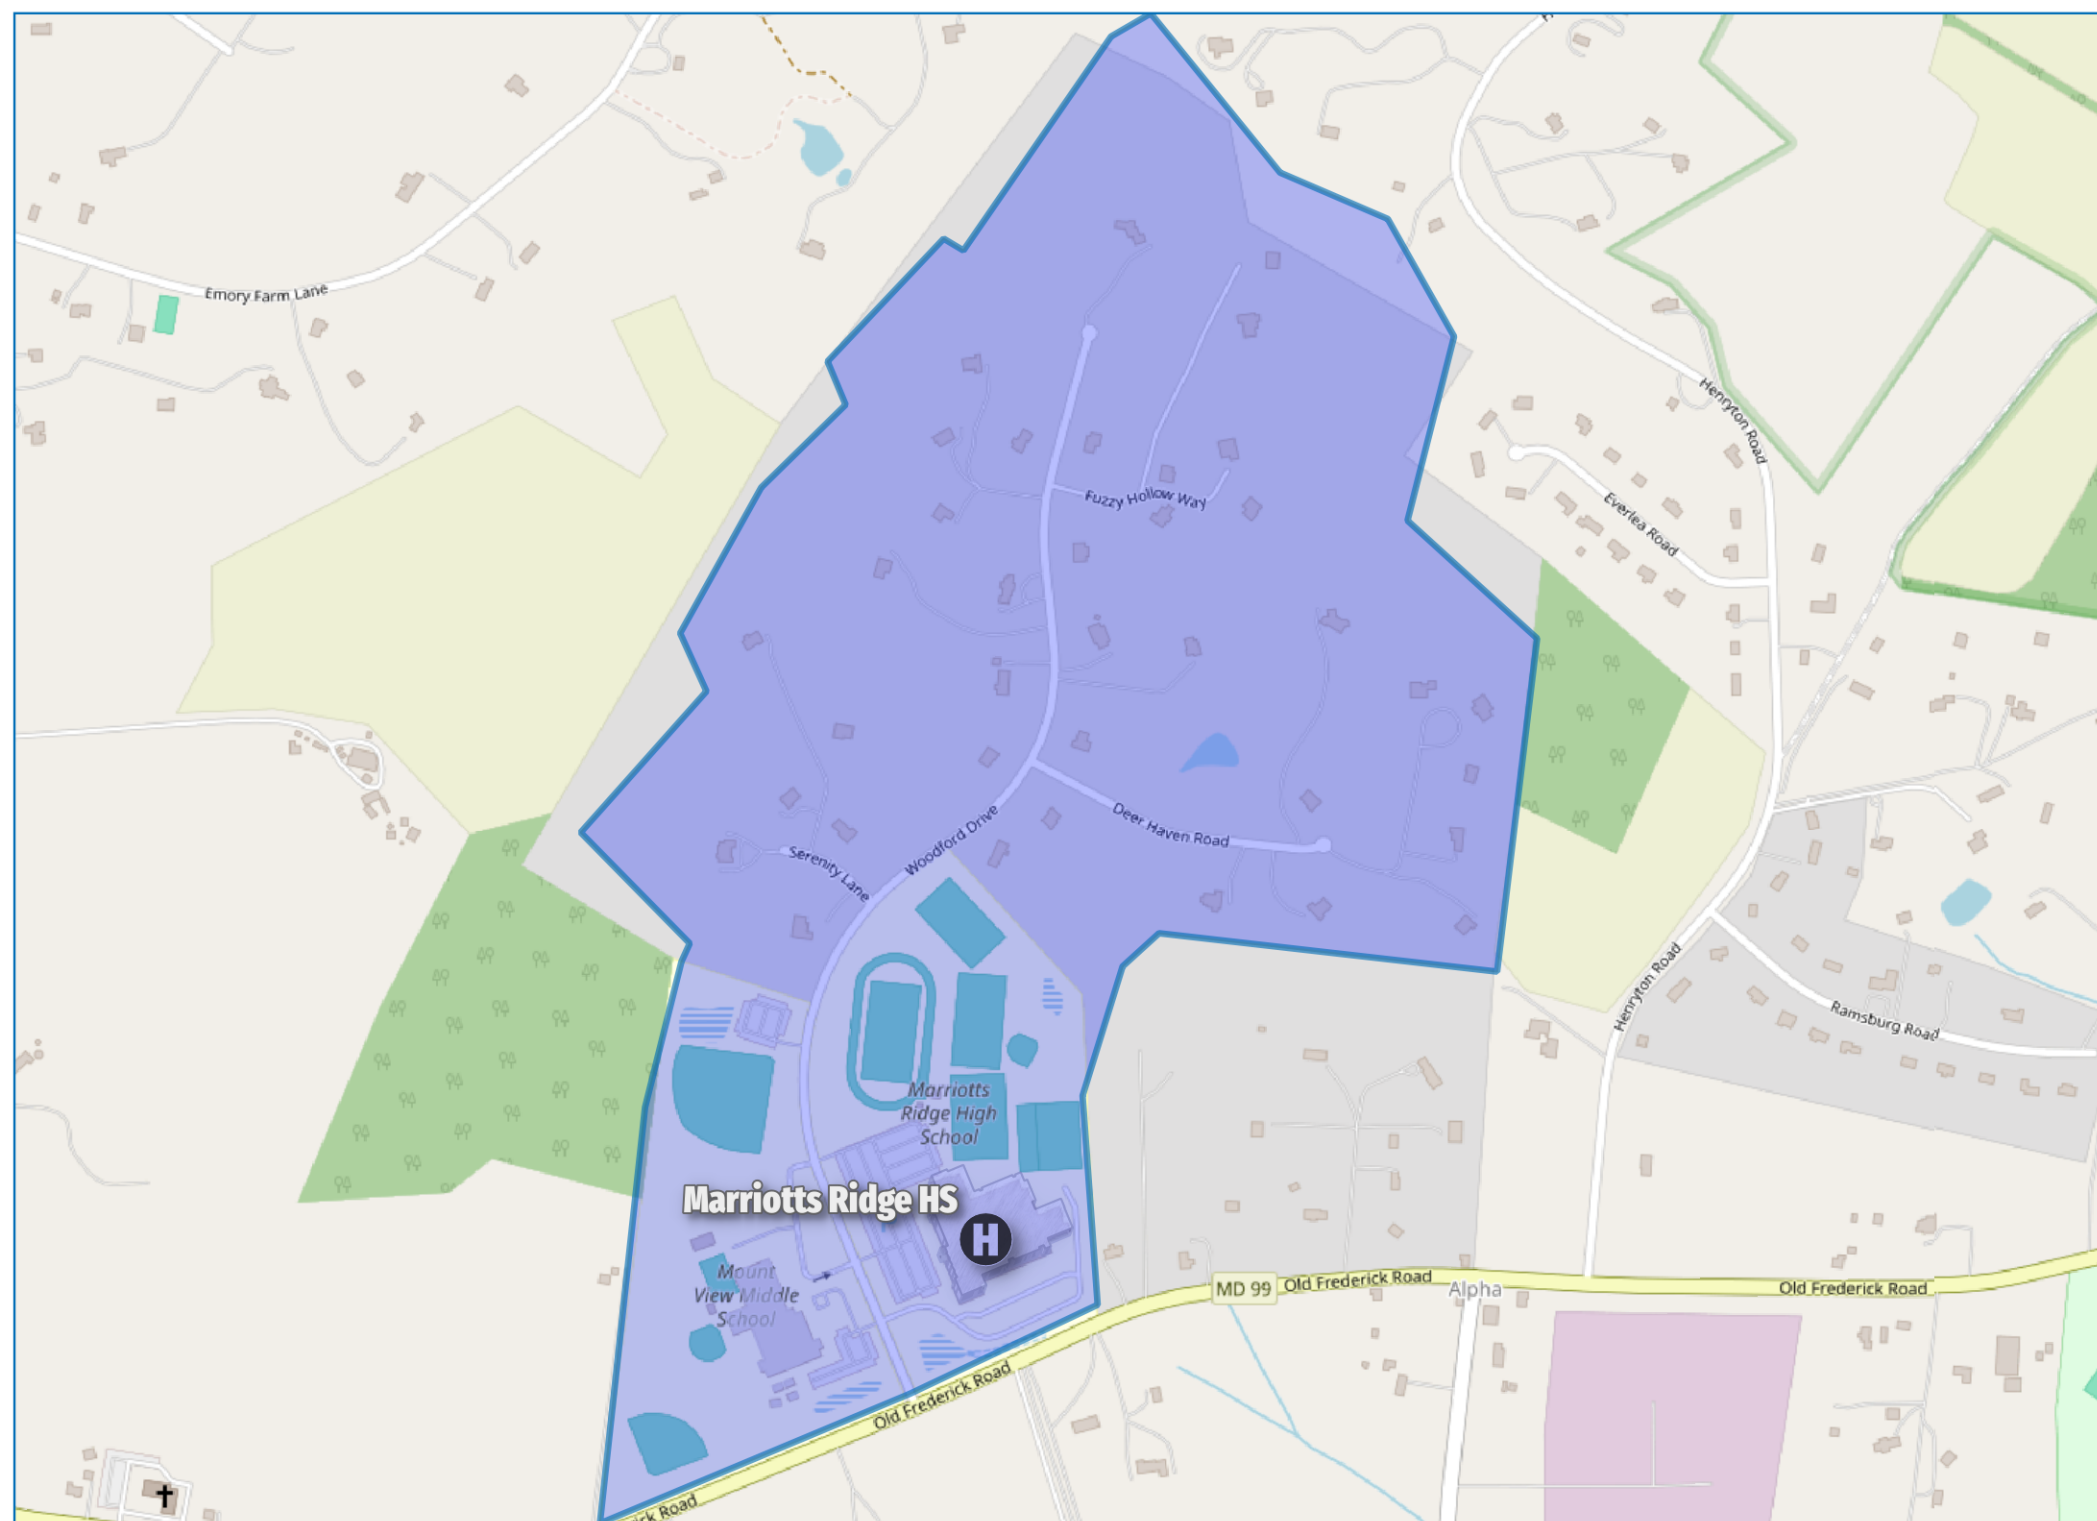 Emory Farm Lane
Henryton Road
Fuzzy Hollow Way
Everlea Road
Deer Haven Road
Woodford Drive
Serenity Lane
Henryton Road
Ramsburg Road
Marriotts
Ridge High
School
Marriotts Ridge HS
H
Mount
View Middle
School
MD 99
Old Frederick Road
Alpha
Old Frederick Road
Old Frederick Road
rick Road